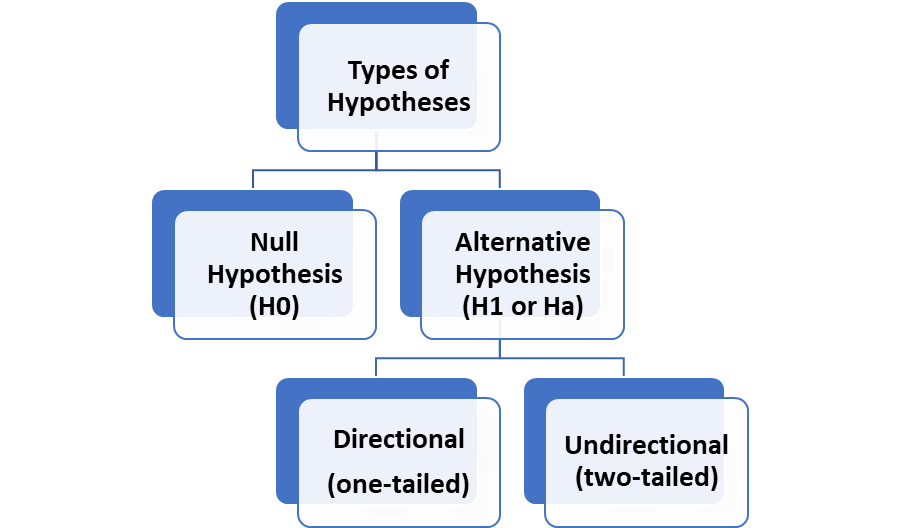 Types of
Hypotheses
Null
Hypothesis
(H0)
Alternative
Hypothesis
(H1 or Ha)
Directional
(one-tailed)
Undirectional
(two-tailed)